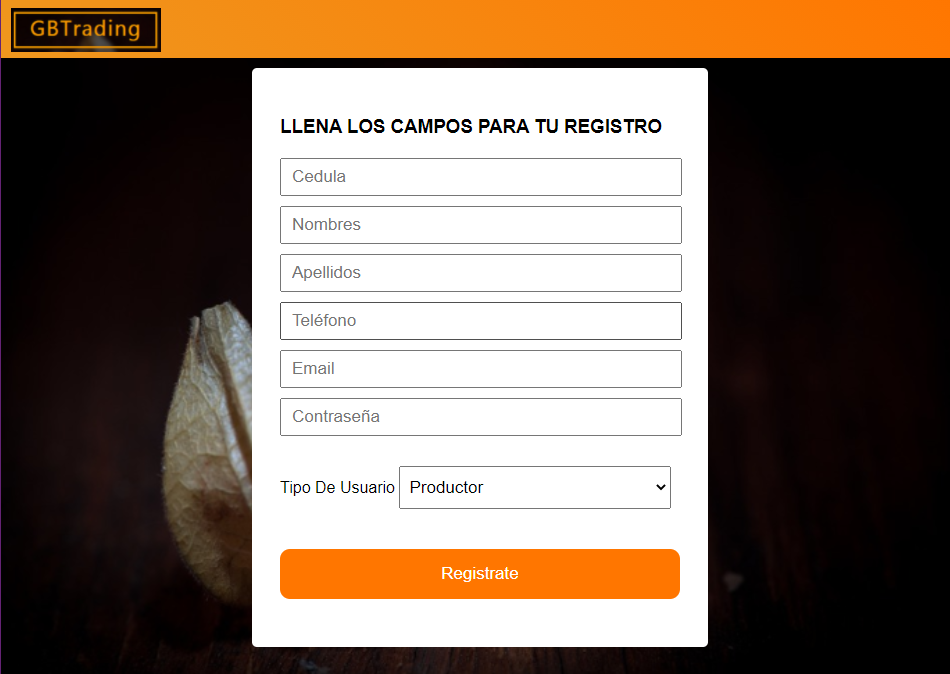 GBTrading
LLENA LOS CAMPOS PARA TU REGISTRO
Cedula
Nombres
Apellidos
Teléfono
Email
Contraseña
Tipo De Usuario Productor
Registrate